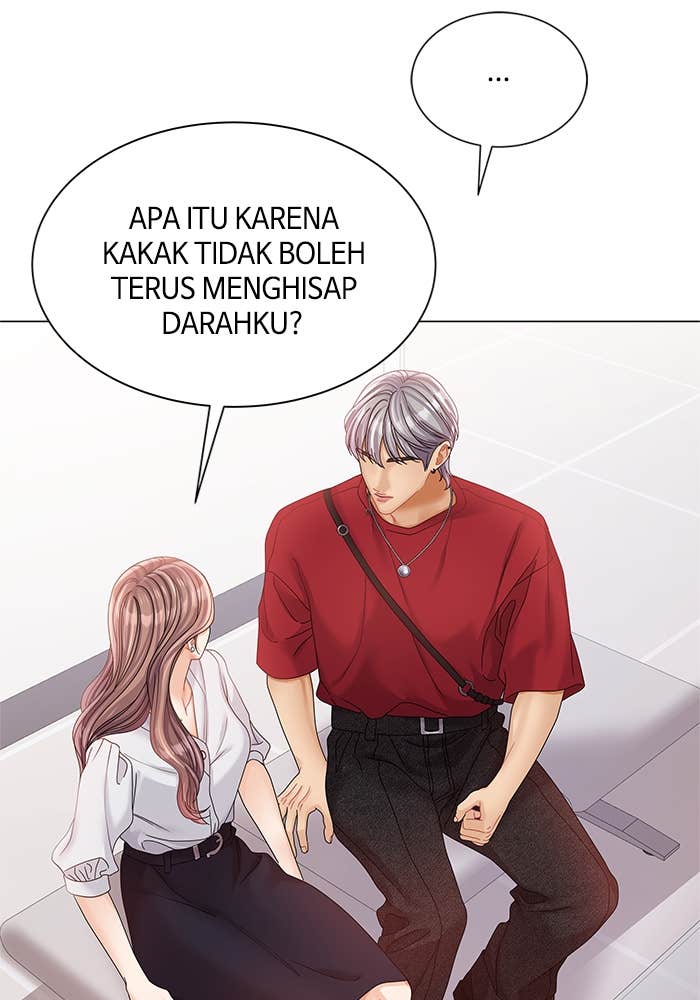 ...
APA ITU KARENA
KAKAK TIDAK BOLEH
TERUS MENGHISAP
DARAHKU?